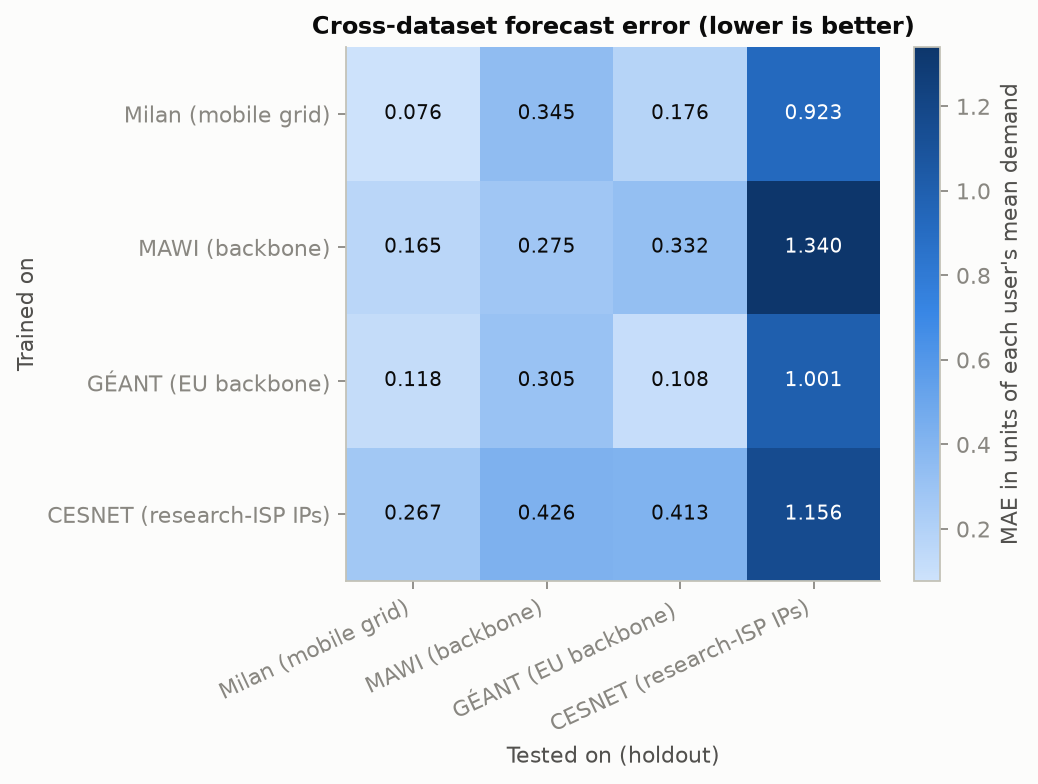 Cross-dataset forecast error (lower is better)
Trained on
Milan (mobile grid)
0.076 0.345 0.176 0.923
MAWI (backbone)
0.165 0.275 0.332 1.340
GÉANT (EU backbone)
0.118 0.305 0.108 1.001
CESNET (research-ISP IPs)
0.267 0.426 0.413 1.156
Milan (mobile grid)
MAWI (backbone)
GÉANT (EU backbone)
CESNET (research-ISP IPs)
Tested on (holdout)
1.2
1.0
0.8
0.6
0.4
0.2
MAE in units of each user's mean demand